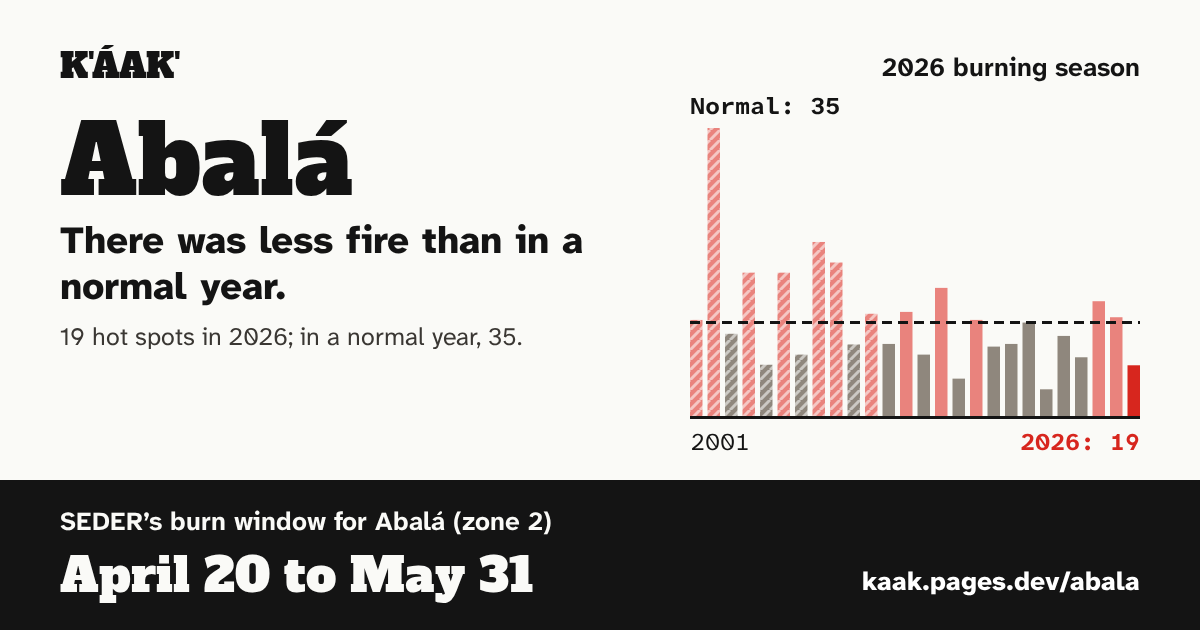 K'ÁAK'
2026 burning season
Abalá
There was less fire than in a
normal year.
19 hot spots in 2026; in a normal year, 35.
Normal: 35
2001
2026: 19
SEDER’s burn window for Abalá (zone 2)
April 20 to May 31
kaak.pages.dev/abala